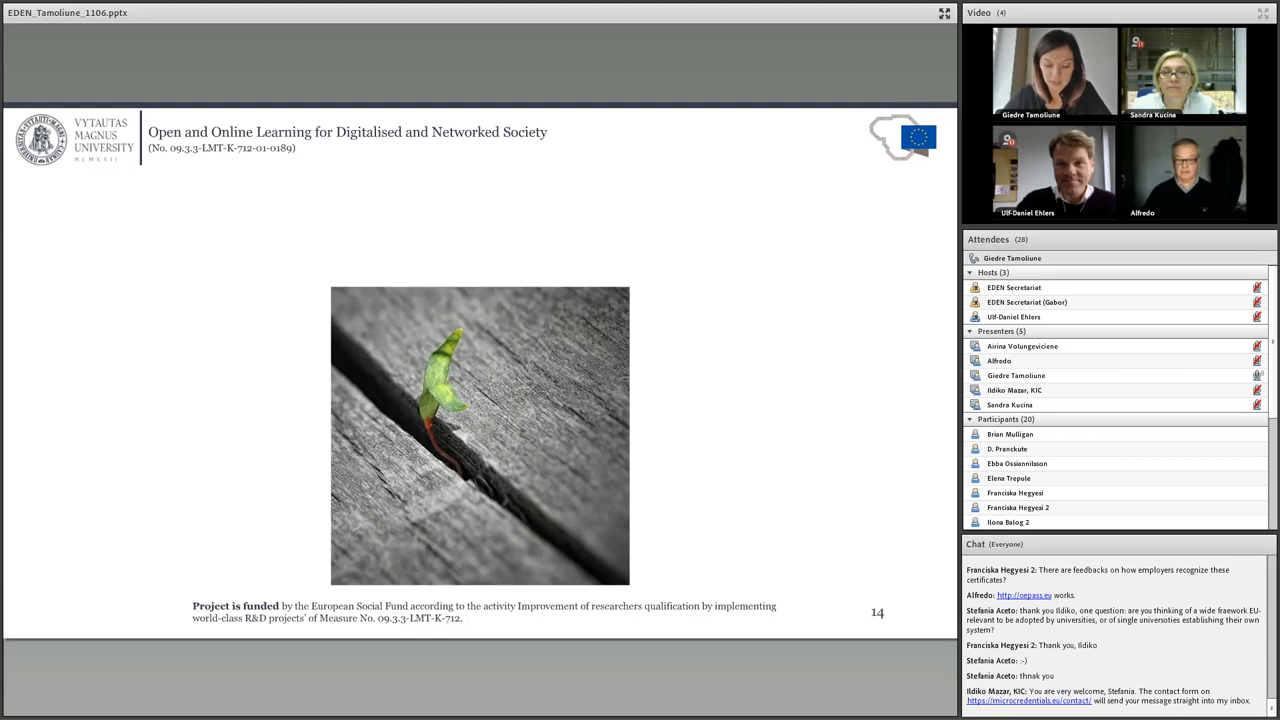 EDEN_Tamoliune_1106.pptx
VYTAUTAS
MAGNUS
UNIVERSITY
MCMXXII
Open and Online Learning for Digitalised and Networked Society
(No. 09.3.3-LMT-K-712-01-0189)
Project is funded by the European Social Fund according to the activity Improvement of researchers qualification by implementing
world-class R&D projects' of Measure No. 09.3.3-LMT-K-712.
14
Video (4)
Giedre Tamoliune
Sandra Kucina
Ulf-Daniel Ehlers
Alfredo
Attendees (28)
Giedre Tamoliune
Hosts (3)
EDEN Secretariat
EDEN Secretariat (Gabor)
Ulf-Daniel Ehlers
Presenters (5)
Airina Volungeviciene
Alfredo
Giedre Tamoliune
Ildiko Mazar, KIC
Sandra Kucina
Participants (20)
Brian Mulligan
D. Pranckute
Ebba Ossiannilsson
Elena Trepule
Franciska Hegyesi
Franciska Hegyesi 2
Ilona Balog 2
Chat (Everyone)
Franciska Hegyesi 2: There are feedbacks on how employers recognize these
certificates?
Alfredo: http://oepass.eu works.
Stefania Aceto: thank you Ildiko, one question: are you thinking of a wide fraework EU-
relevant to be adopted by universities, or of single universoties establishing their own
system?
Franciska Hegyesi 2: Thank you, Ildiko
Stefania Aceto: :-)
Stefania Aceto: thnak you
Ildiko Mazar, KIC: You are very welcome, Stefania. The contact form on
https://microcredentials.eu/contact/ will send your message straight into my inbox.